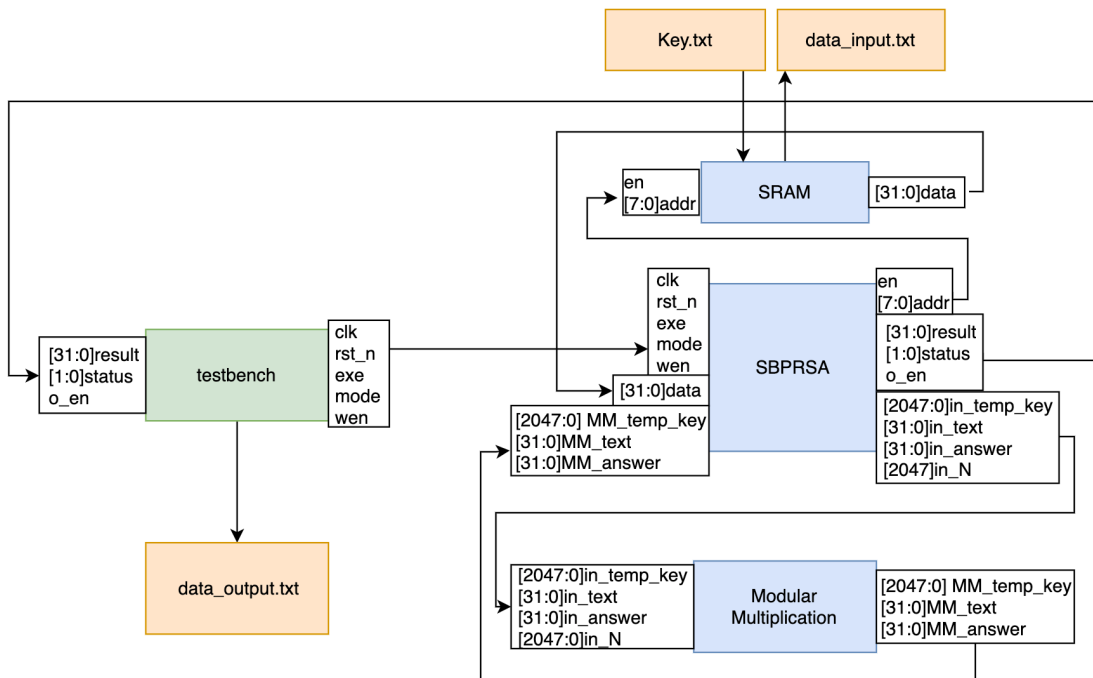 Key.txt
data_input.txt
en
[7:0]addr
SRAM
[31:0]data
clk
rst_n
exe
mode
wen
[31:0]data
[2047:0] MM_temp_key
[31:0]MM_text
[31:0]MM_answer
SBPRSA
en
[7:0]addr
[31:0]result
[1:0]status
o_en
[2047:0]in_temp_key
[31:0]in_text
[31:0]in_answer
[2047]in_N
[31:0]result
[1:0]status
o_en
testbench
clk
rst_n
exe
mode
wen
data_output.txt
[2047:0]in_temp_key
[31:0]in_text
[31:0]in_answer
[2047:0]in_N
Modular
Multiplication
[2047:0] MM_temp_key
[31:0]MM_text
[31:0]MM_answer